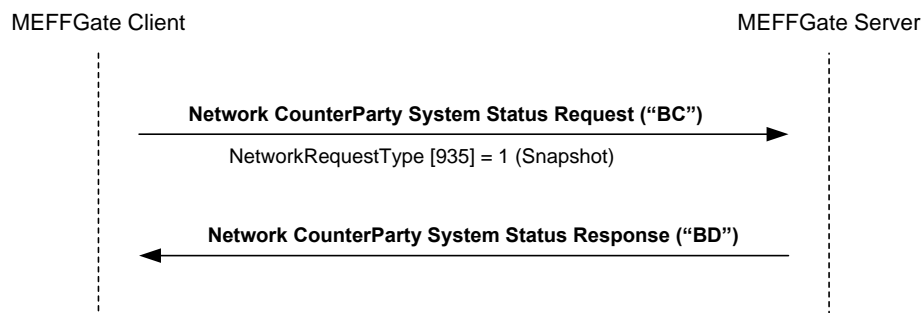 MEFFGate Client
MEFFGate Server
Network CounterParty System Status Request (“BC”)
NetworkRequestType [935] = 1 (Snapshot)
Network CounterParty System Status Response (“BD”)